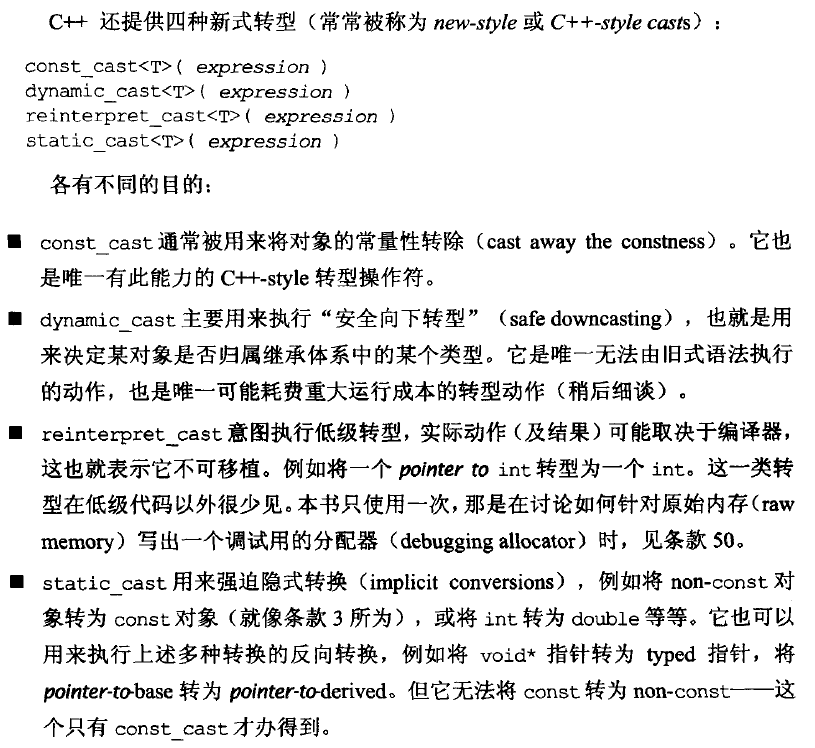 C++ 还提供四种新式转型（常常被称为 new-style 或 C++-style casts）：
const_cast<T>( expression )
dynamic_cast<T>( expression )
reinterpret_cast<T>( expression )
static_cast<T>( expression )
各有不同的目的：
■ const_cast 通常被用来将对象的常量性转除（cast away the constness）。它也
是唯一有此能力的 C++-style 转型操作符。
■ dynamic_cast 主要用来执行“安全向下转型”（safe downcasting），也就是用
来决定某对象是否归属继承体系中的某个类型。它是唯一无法由旧式语法执行
的动作，也是唯一可能耗费重大运行成本的转型动作（稍后细谈）。
■ reinterpret_cast 意图执行低级转型，实际动作（及结果）可能取决于编译器，
这也就表示它不可移植。例如将一个 pointer to int 转型为一个 int。这一类转
型在低级代码以外很少见。本书只使用一次，那是在讨论如何针对原始内存（raw
memory）写出一个调试用的分配器（debugging allocator）时，见条款 50。
■ static_cast 用来强迫隐式转换（implicit conversions），例如将 non-const 对
象转为 const 对象（就像条款 3 所为），或将 int 转为 double 等等。它也可以
用来执行上述多种转换的反向转换，例如将 void* 指针转为 typed 指针，将
pointer-to-base 转为 pointer-to-derived。但它无法将 const 转为 non-const——这
个只有 const_cast 才办得到。